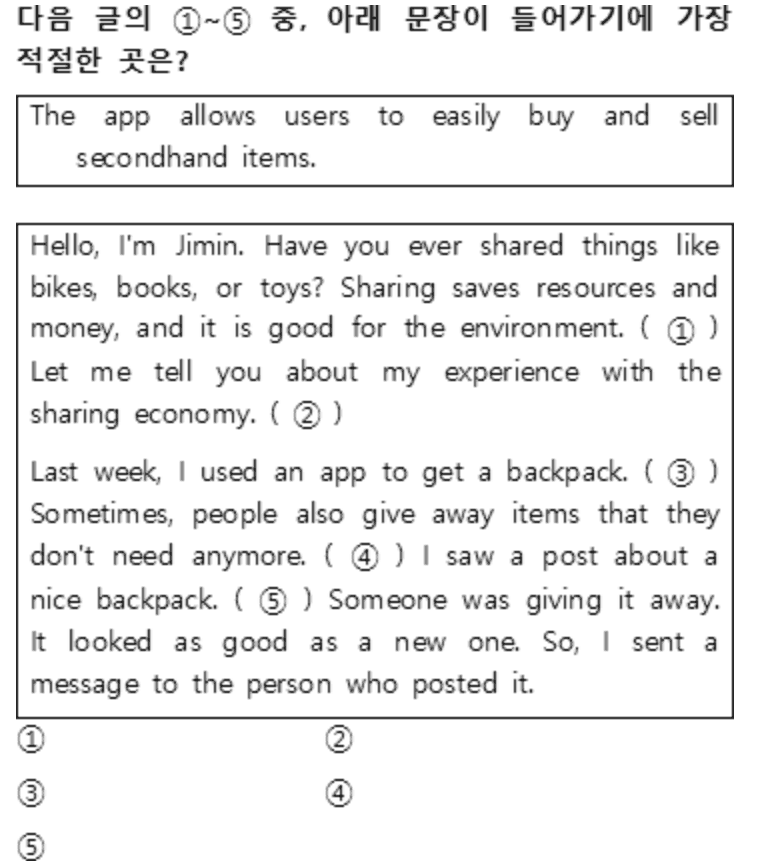 다음 글의 ①~⑤ 중, 아래 문장이 들어가기에 가장
적절한 곳은?
The app allows users to easily buy and sell
secondhand items.
Hello, I'm Jimin. Have you ever shared things like
bikes, books, or toys? Sharing saves resources and
money, and it is good for the environment. ( ① )
Let me tell you about my experience with the
sharing economy. ( ② )
Last week, I used an app to get a backpack. ( ③ )
Sometimes, people also give away items that they
don't need anymore. ( ④ ) I saw a post about a
nice backpack. ( ⑤ ) Someone was giving it away.
It looked as good as a new one. So, I sent a
message to the person who posted it.
① ②
③ ④
⑤